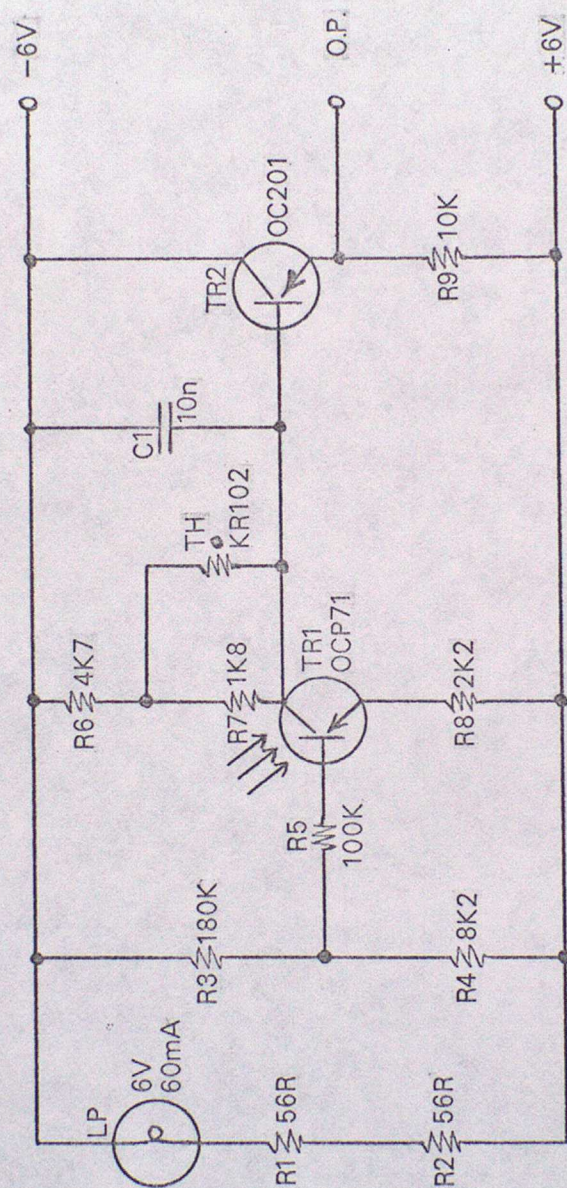 LP
6V
60mA
R1 56R
R2 56R
R3 180K
R4 8K2
R5
100K
R6 4K7
R7 1K8
TR1
OCP71
R8 2K2
TH
KR102
C1
10n
TR2
OC201
R9 10K
-6V
O.P.
+6V